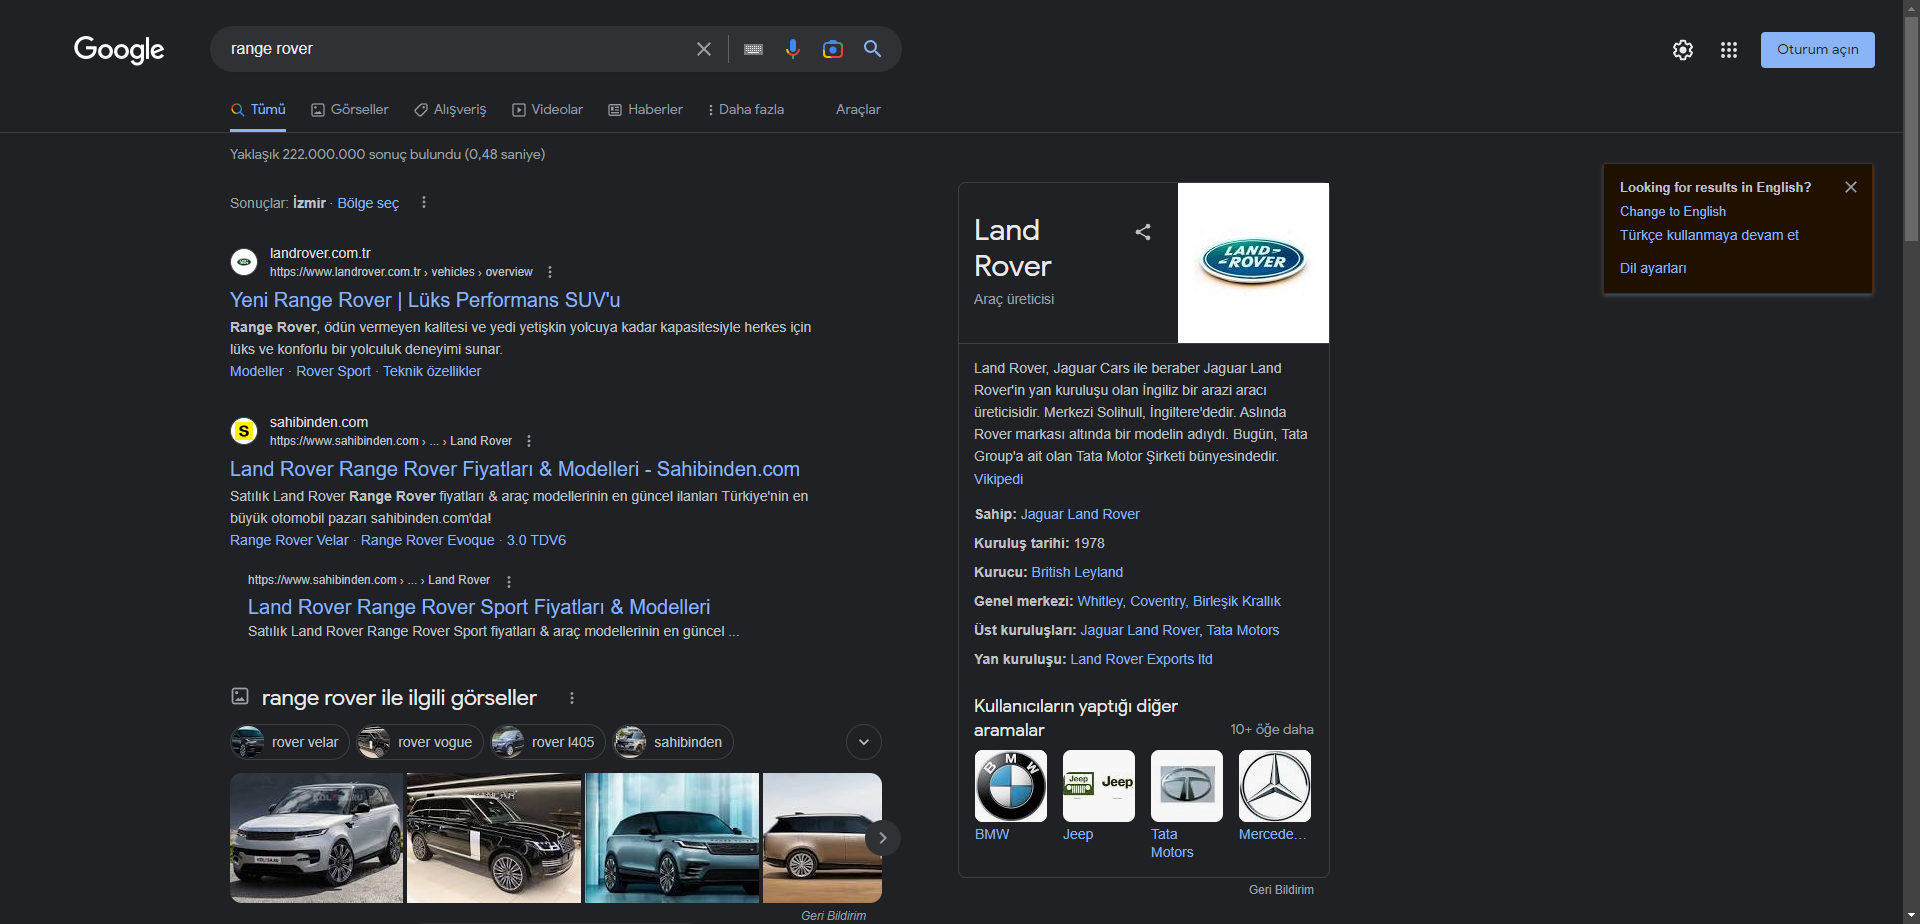 Google
range rover
Oturum açın
Tümü
Görseller
Alışveriş
Videolar
Haberler
Daha fazla
Araçlar
Yaklaşık 222.000.000 sonuç bulundu (0,48 saniye)
Sonuçlar: İzmir · Bölge seç
landrover.com.tr
https://www.landrover.com.tr › vehicles › overview
Yeni Range Rover | Lüks Performans SUV'u
Range Rover, ödün vermeyen kalitesi ve yedi yetişkin yolcuya kadar kapasitesiyle herkes için
lüks ve konforlu bir yolculuk deneyimi sunar.
Modeller · Rover Sport · Teknik özellikler
S
sahibinden.com
https://www.sahibinden.com › ... › Land Rover
Land Rover Range Rover Fiyatları & Modelleri - Sahibinden.com
Satılık Land Rover Range Rover fiyatları & araç modellerinin en güncel ilanları Türkiye'nin en
büyük otomobil pazarı sahibinden.com'da!
Range Rover Velar · Range Rover Evoque · 3.0 TDV6
https://www.sahibinden.com › ... › Land Rover
Land Rover Range Rover Sport Fiyatları & Modelleri
Satılık Land Rover Range Rover Sport fiyatları & araç modellerinin en güncel ...
range rover ile ilgili görseller
rover velar
rover vogue
rover l405
sahibinden
Geri Bildirim
Land
Rover
Araç üreticisi
LAND-
-ROVER
Land Rover, Jaguar Cars ile beraber Jaguar Land
Rover'in yan kuruluşu olan İngiliz bir arazi aracı
üreticisidir. Merkezi Solihull, İngiltere'dedir. Aslında
Rover markası altında bir modelin adıydı. Bugün, Tata
Group'a ait olan Tata Motor Şirketi bünyesindedir.
Vikipedi
Sahip: Jaguar Land Rover
Kuruluş tarihi: 1978
Kurucu: British Leyland
Genel merkezi: Whitley, Coventry, Birleşik Krallık
Üst kuruluşları: Jaguar Land Rover, Tata Motors
Yan kuruluşu: Land Rover Exports ltd
Kullanıcıların yaptığı diğer
aramalar
10+ öğe daha
BMW
Jeep
Jeep
BMW
Jeep
Tata
Motors
Mercede...
Geri Bildirim
Looking for results in English?
Change to English
Türkçe kullanmaya devam et
Dil ayarları